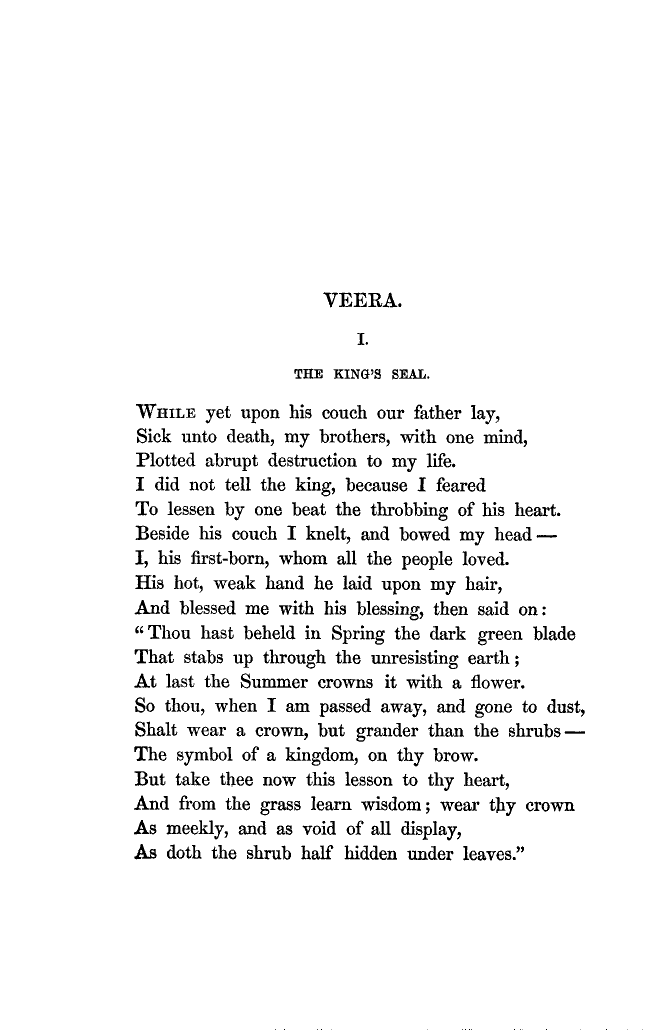 VEERA.
I.
THE KING'S SEAL.
WHILE yet upon his couch our father lay,
Sick unto death, my brothers, with one mind,
Plotted abrupt destruction to my life.
I did not tell the king, because I feared
To lessen by one beat the throbbing of his heart.
Beside his couch I knelt, and bowed my head—
I, his first-born, whom all the people loved.
His hot, weak hand he laid upon my hair,
And blessed me with his blessing, then said on:
“Thou hast beheld in Spring the dark green blade
That stabs up through the unresisting earth;
At last the Summer crowns it with a flower.
So thou, when I am passed away, and gone to dust,
Shalt wear a crown, but grander than the shrubs—
The symbol of a kingdom, on thy brow.
But take thee now this lesson to thy heart,
And from the grass learn wisdom; wear thy crown
As meekly, and as void of all display,
As doth the shrub half hidden under leaves.”